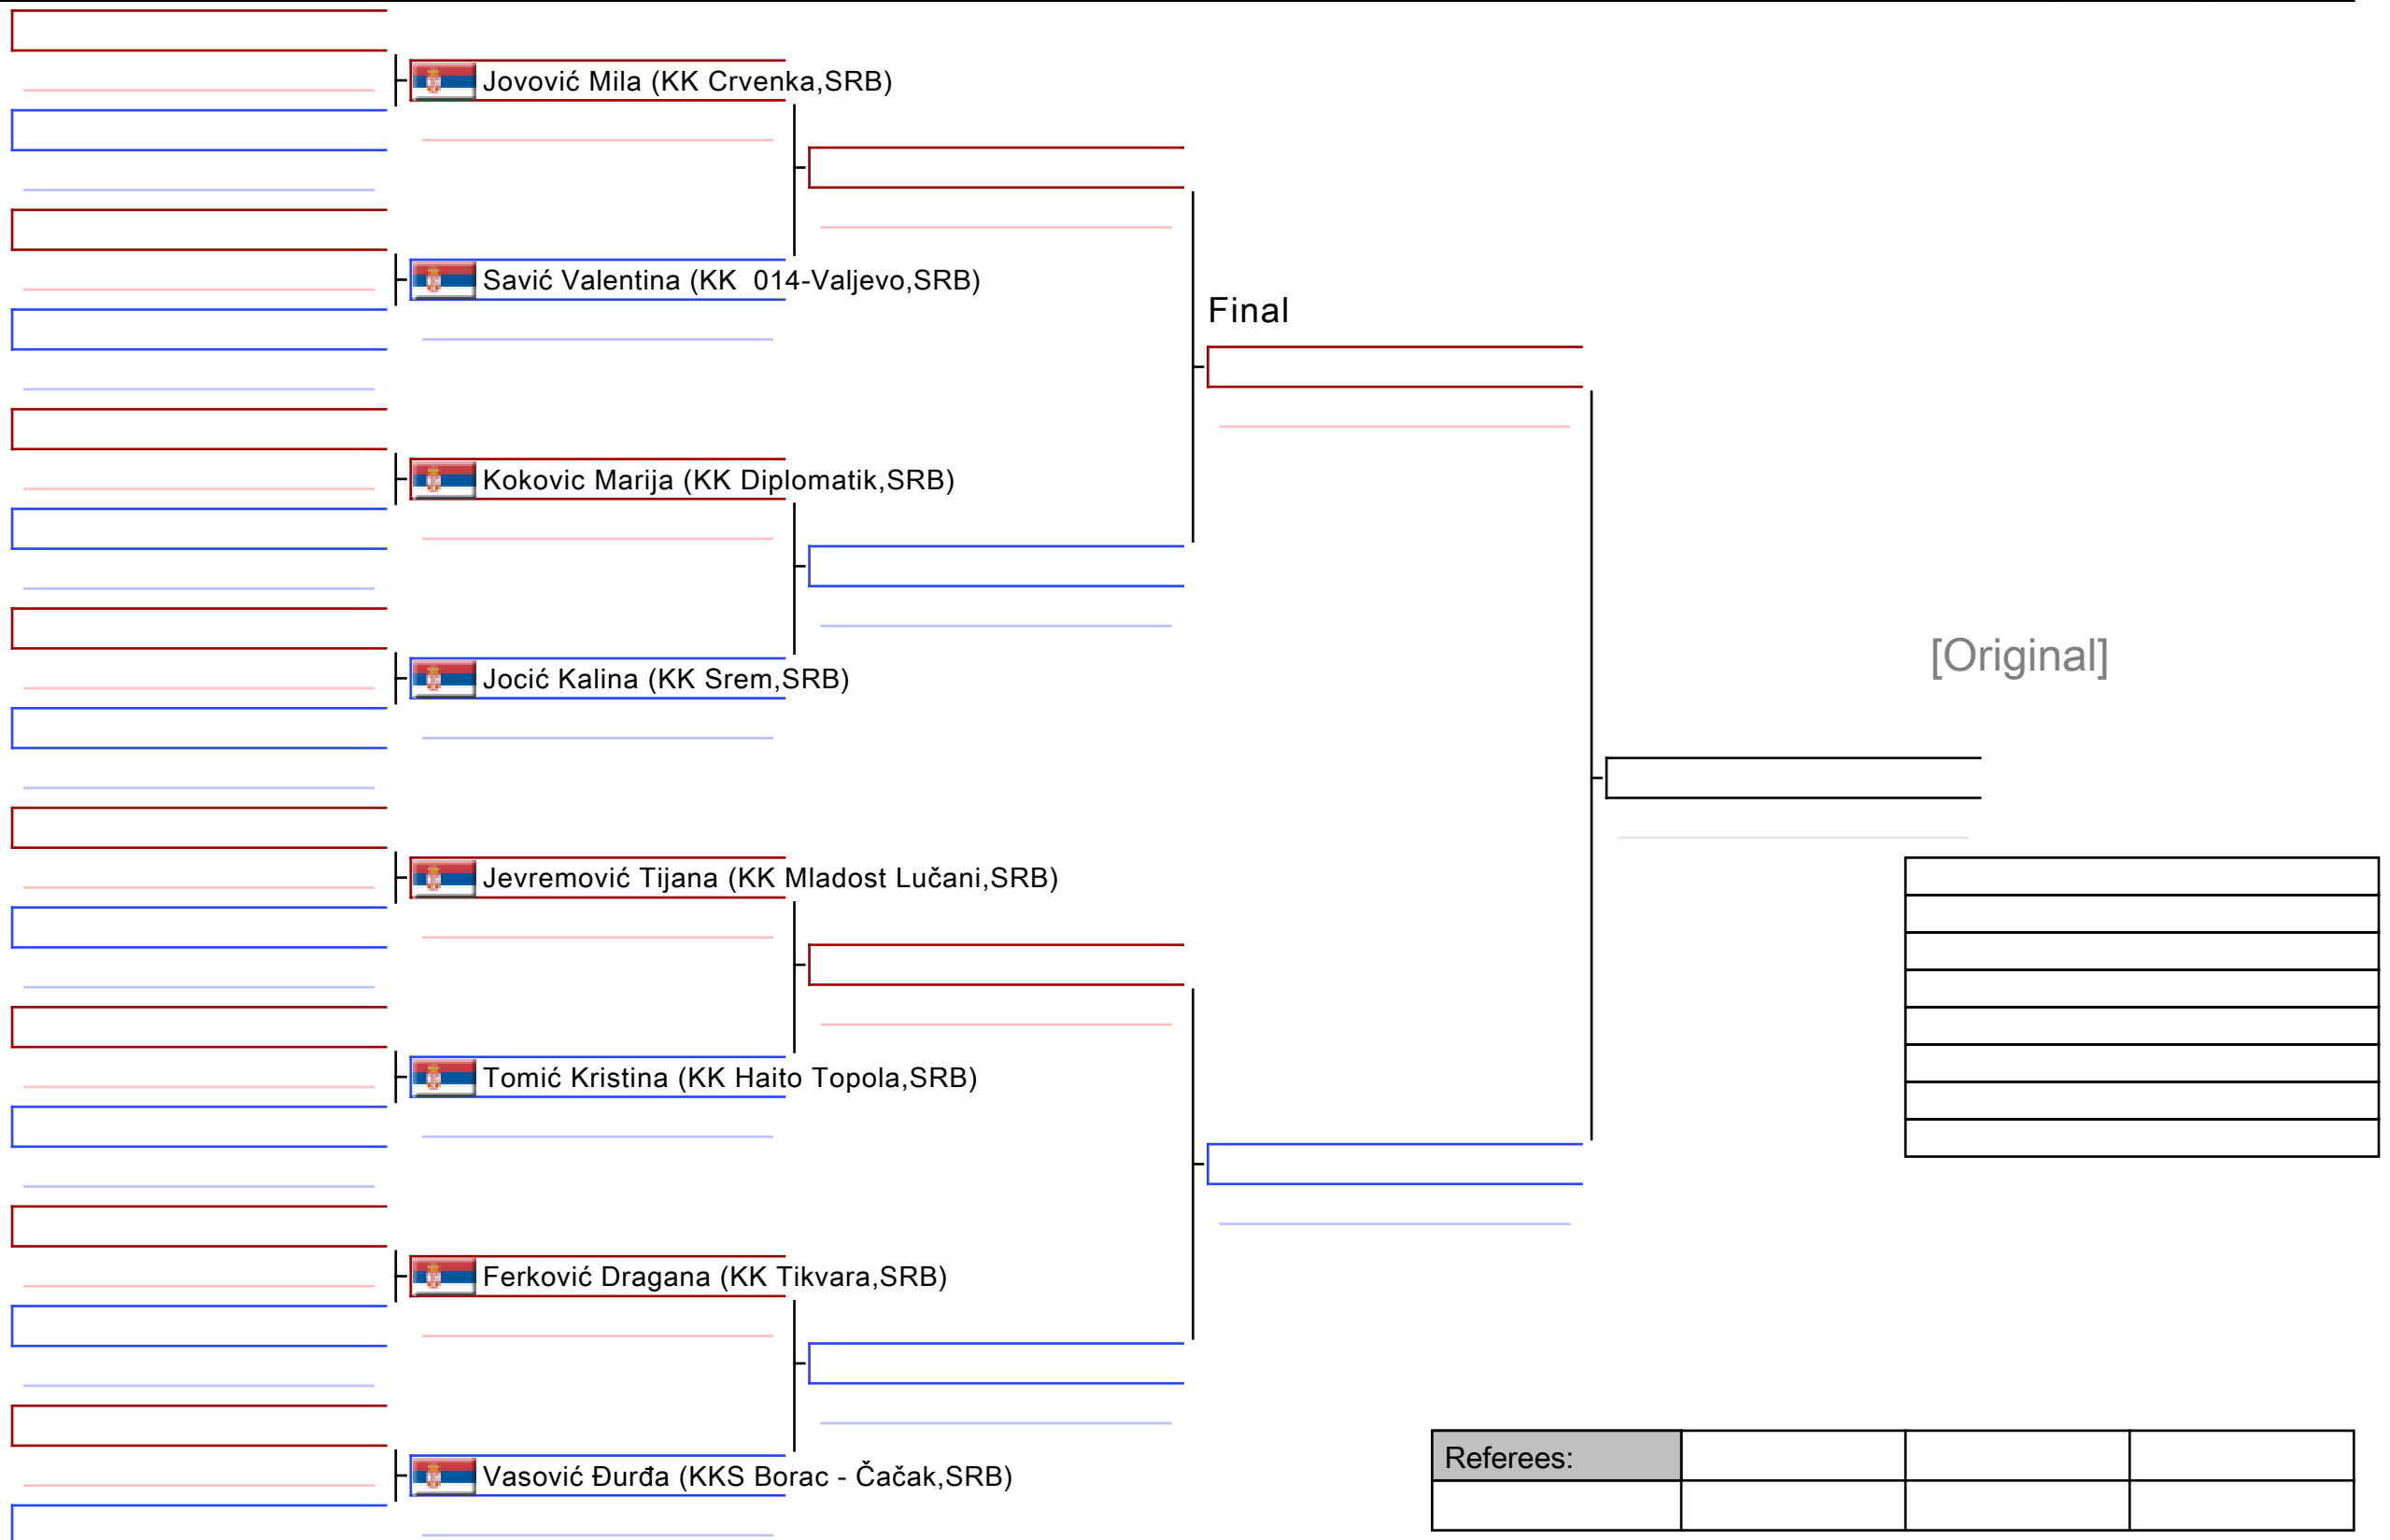 Jovović Mila (KK Crvenka,SRB)
Savić Valentina (KK  014-Valjevo,SRB)
Final
Kokovic Marija (KK Diplomatik,SRB)
[Original]
Jocić Kalina (KK Srem,SRB)
Jevremović Tijana (KK Mladost Lučani,SRB)
Tomić Kristina (KK Haito Topola,SRB)
Ferković Dragana (KK Tikvara,SRB)
Referees:
Vasović Đurđa (KKS Borac - Čačak,SRB)